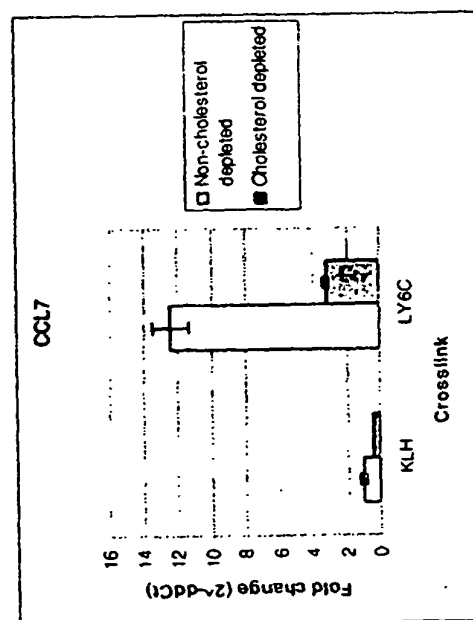 CCL7
Fold change (2^-ddCt)
16
14
12
10
8
6
4
2
0
KLH
LY6C
Crosslink
Non-cholesterol
depleted
Cholesterol depleted